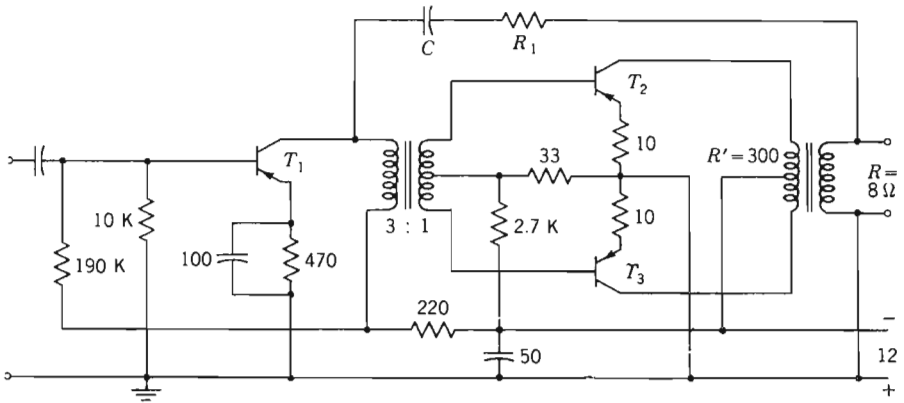 C
R₁
T₂
T₁
10
33
R' = 300
R =
8 Ω
10 K
3 : 1
2.7 K
10
190 K
100
470
T₃
220
−
50
12
+